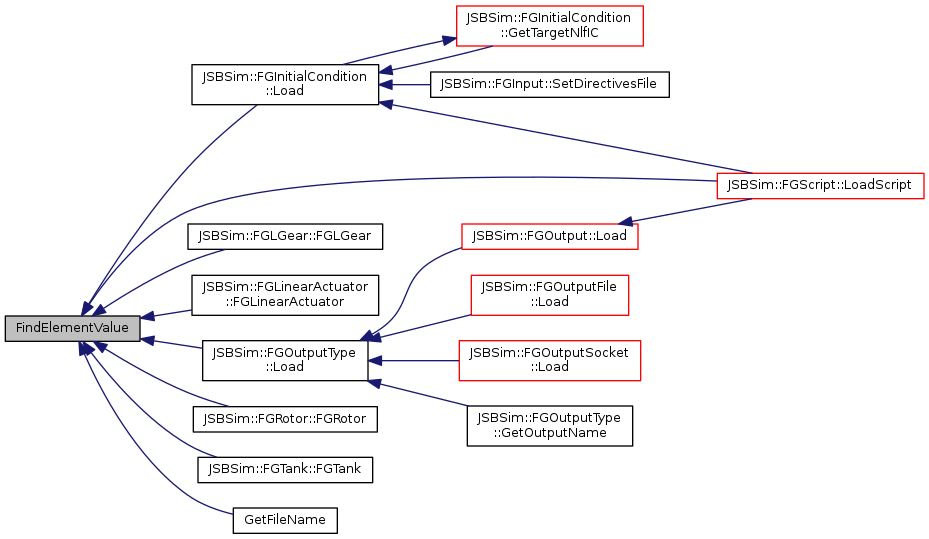 JSBSim::FGInitialCondition
::GetTargetNlfIC
JSBSim::FGInitialCondition
::Load
JSBSim::FGInput::SetDirectivesFile
JSBSim::FGScript::LoadScript
JSBSim::FGLGear::FGLGear
JSBSim::FGOutput::Load
JSBSim::FGLinearActuator
::FGLinearActuator
JSBSim::FGOutputFile
::Load
FindElementValue
JSBSim::FGOutputType
::Load
JSBSim::FGOutputSocket
::Load
JSBSim::FGRotor::FGRotor
JSBSim::FGOutputType
::GetOutputName
JSBSim::FGTank::FGTank
GetFileName